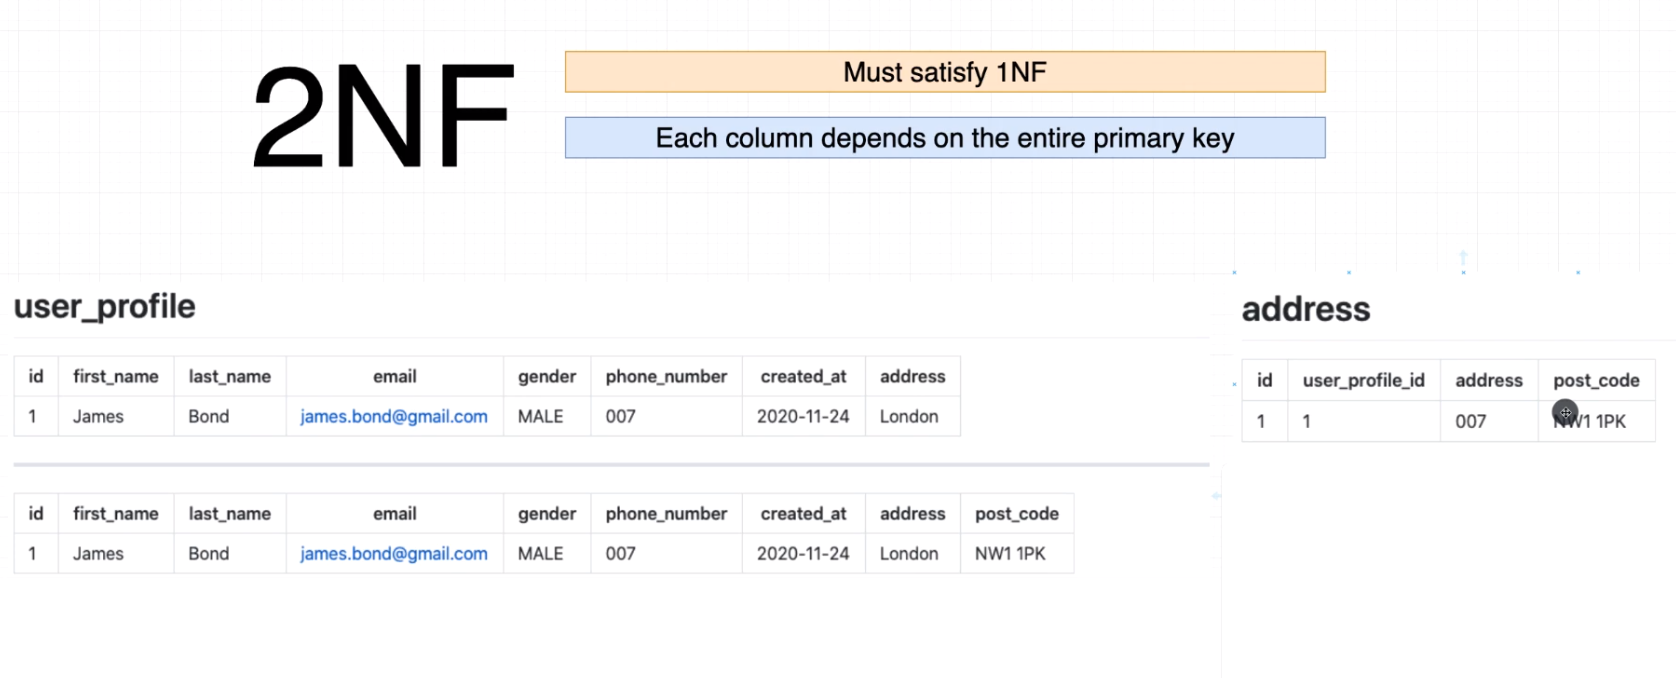 2NF
Must satisfy 1NF
Each column depends on the entire primary key
user_profile
id first_name last_name email gender phone_number created_at address
1 James Bond james.bond@gmail.com MALE 007 2020-11-24 London
id first_name last_name email gender phone_number created_at address post_code
1 James Bond james.bond@gmail.com MALE 007 2020-11-24 London NW1 1PK
address
id user_profile_id address post_code
1 1 007 NW1 1PK